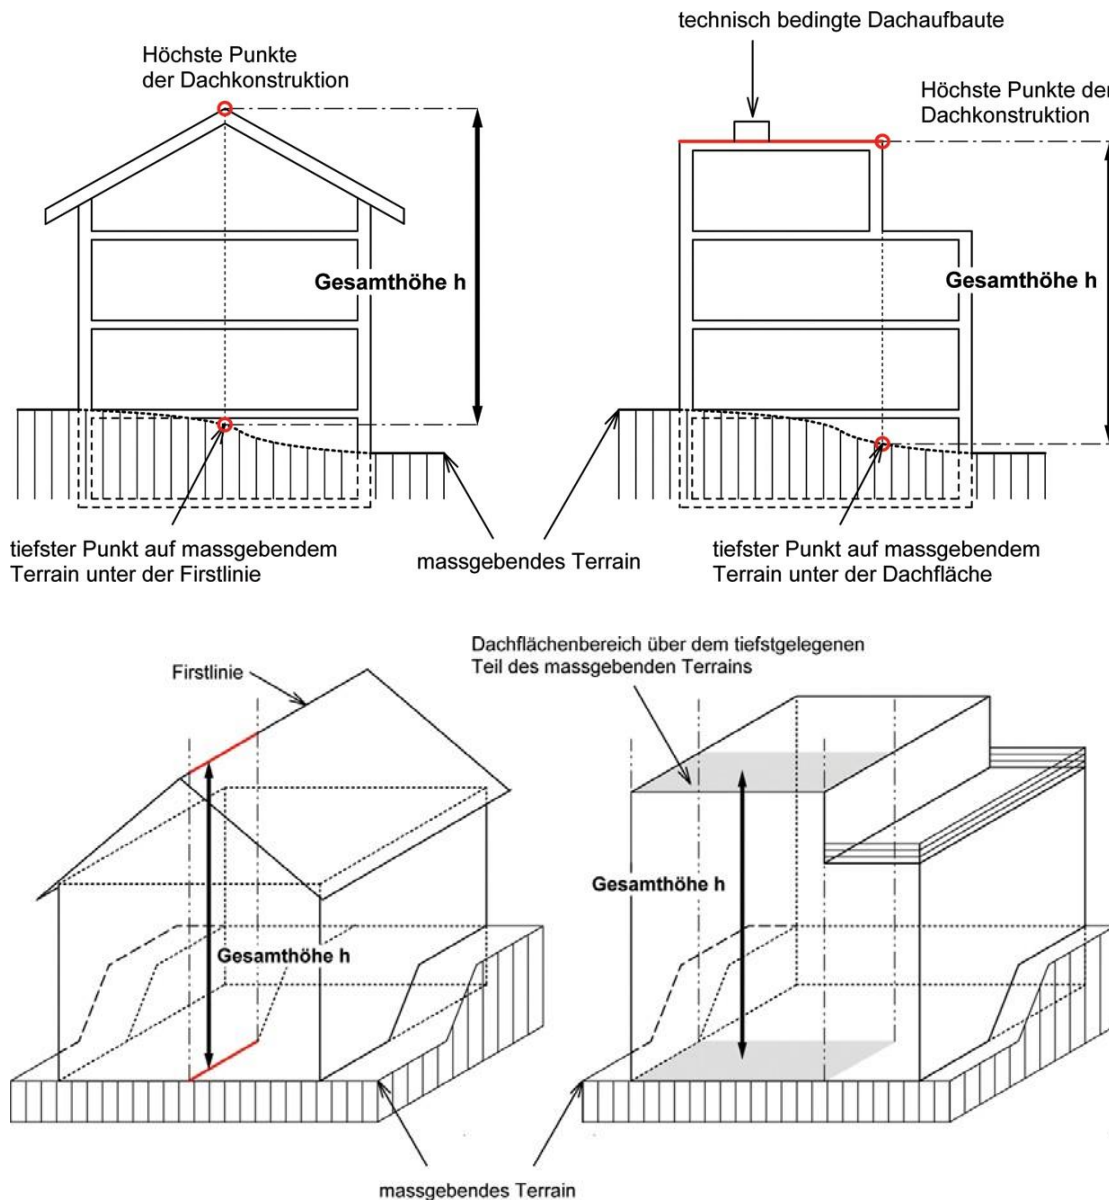 technisch bedingte Dachaufbaute
Höchste Punkte
der Dachkonstruktion
Höchste Punkte der
Dachkonstruktion
Gesamthöhe h
Gesamthöhe h
tiefster Punkt auf massgebendem
Terrain unter der Firstlinie
massgebendes Terrain
tiefster Punkt auf massgebendem
Terrain unter der Dachfläche
Dachflächenbereich über dem tiefstgelegenen
Teil des massgebenden Terrains
Firstlinie
Gesamthöhe h
Gesamthöhe h
massgebendes Terrain